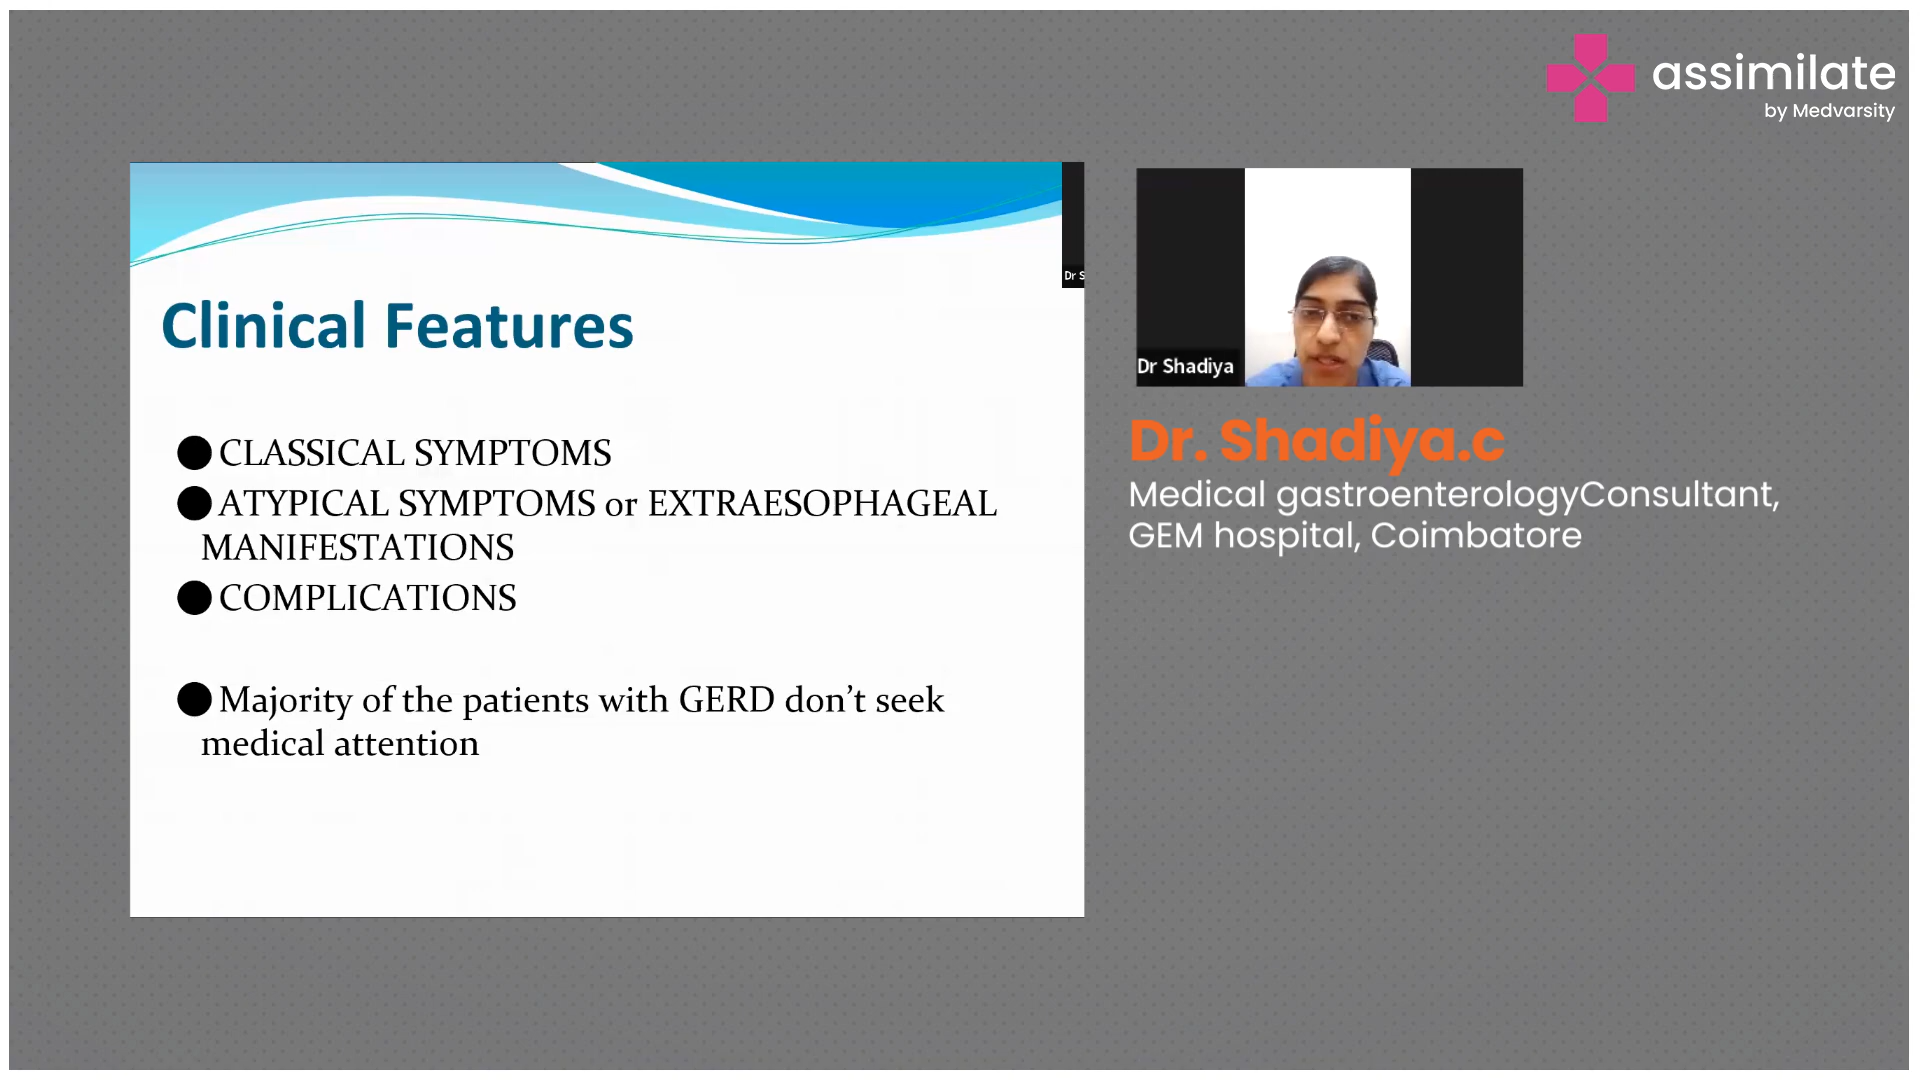 assimilate
by Medvarsity
Dr S
Clinical Features
●CLASSICAL SYMPTOMS
●ATYPICAL SYMPTOMS or EXTRAESOPHAGEAL
MANIFESTATIONS
●COMPLICATIONS
●Majority of the patients with GERD don’t seek
medical attention
Dr Shadiya
Dr. Shadiya.c
Medical gastroenterologyConsultant,
GEM hospital, Coimbatore